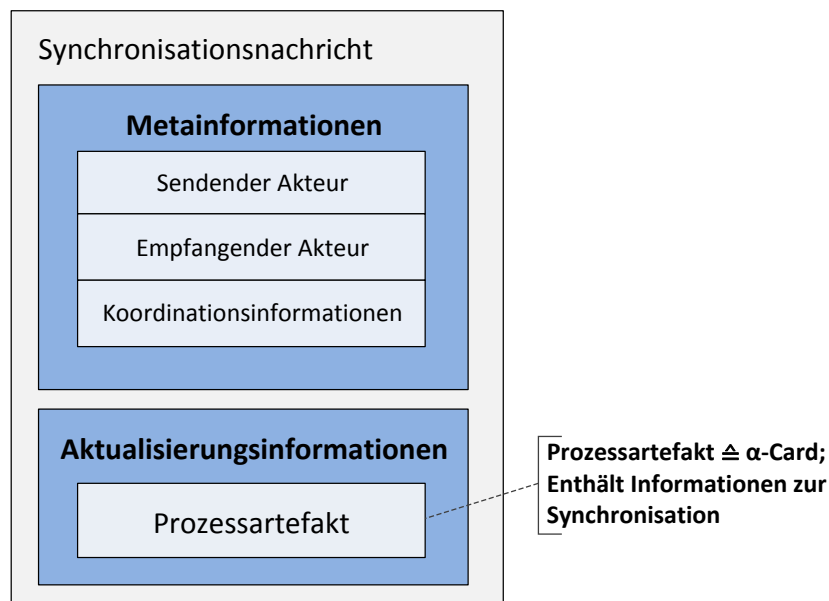 Synchronisationsnachricht
Metainformationen
Sendender Akteur
Empfangender Akteur
Koordinationsinformationen
Aktualisierungsinformationen
Prozessartefakt
Prozessartefakt ≙ α-Card;
Enthält Informationen zur
Synchronisation